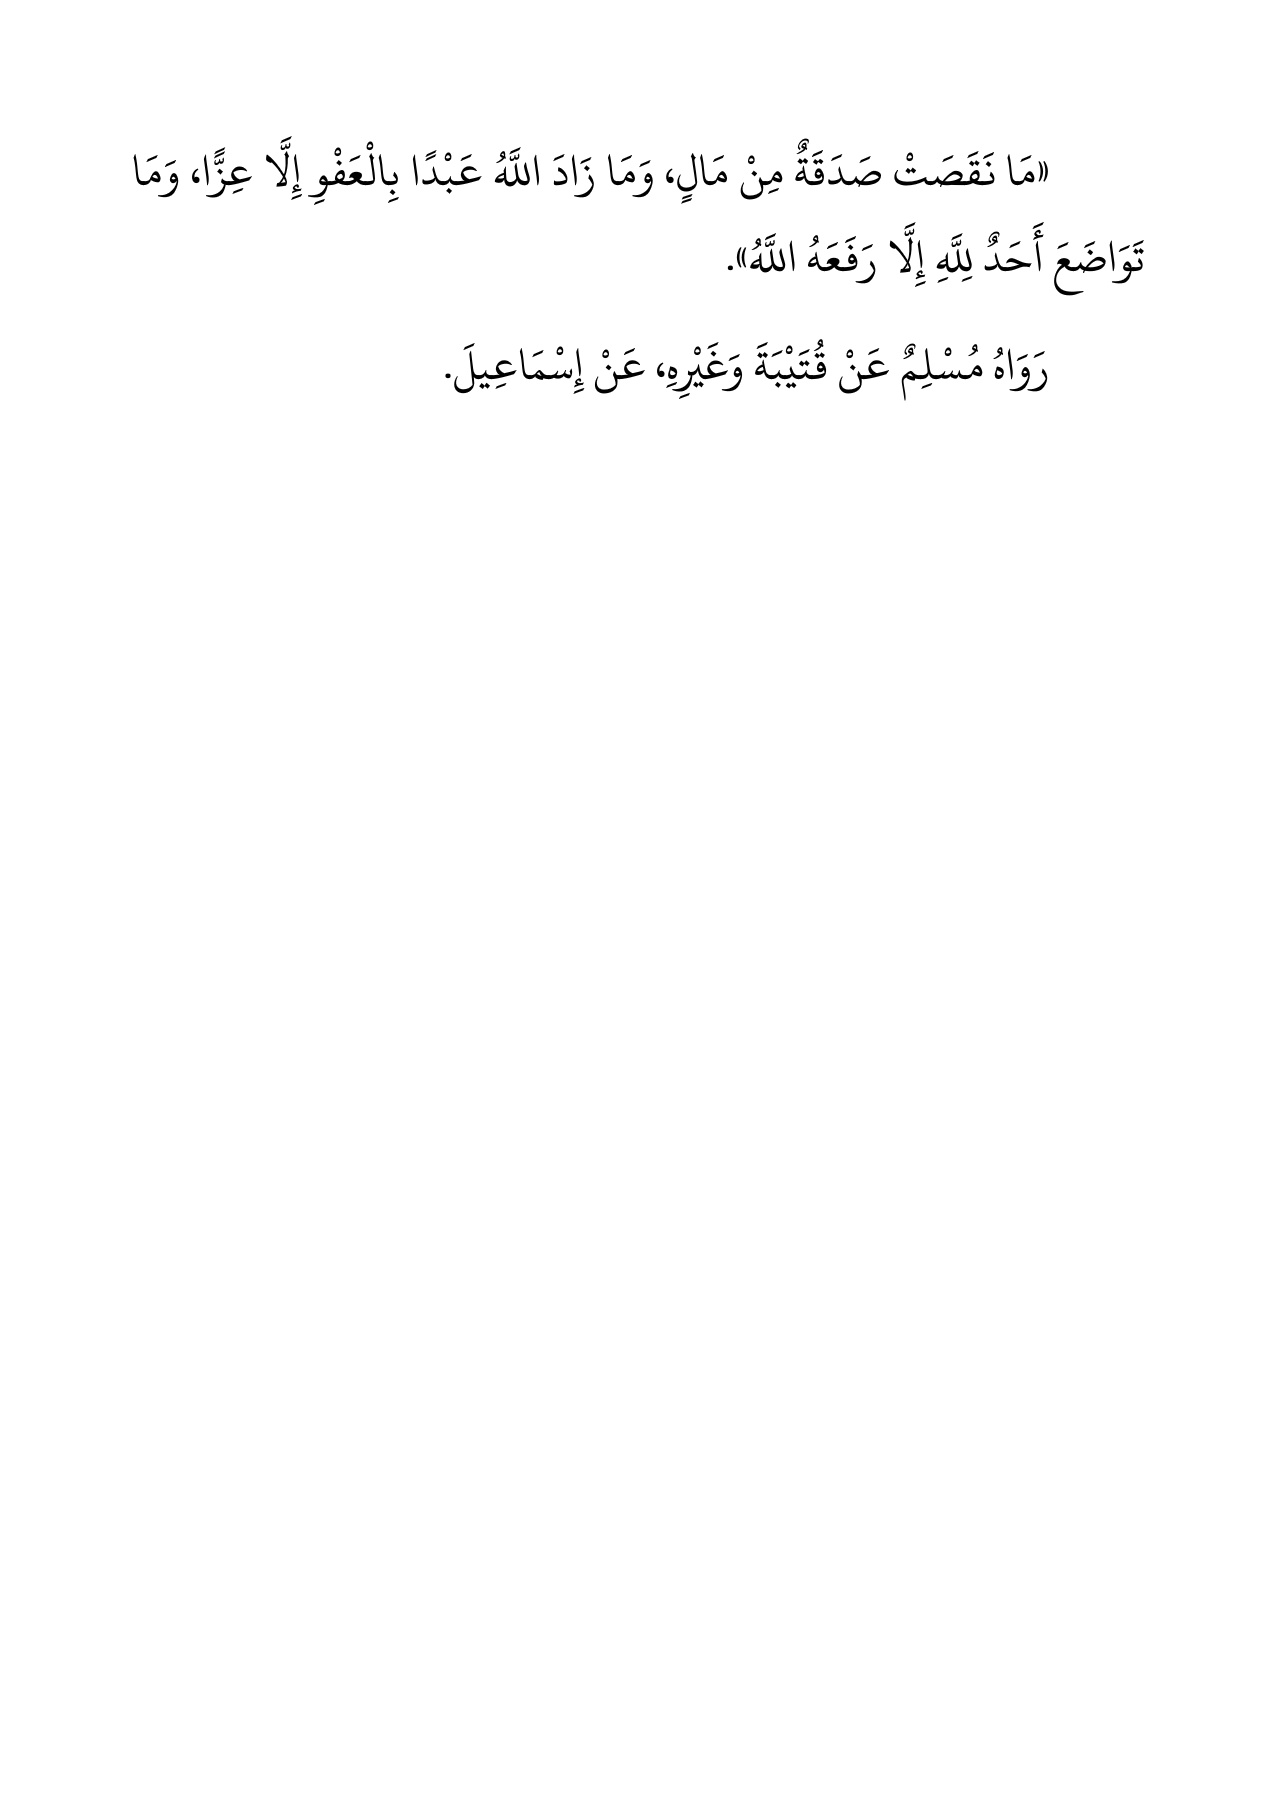 «مَا نَقَصَتْ صَدَقَةٌ مِنْ مَالٍ، وَمَا زَادَ اللَّهُ عَبْدًا بِالْعَفْوِ إِلَّا عِزًّا، وَمَا
تَوَاضَعَ أَحَدٌ لِلَّهِ إِلَّا رَفَعَهُ اللَّهُ».
رَوَاهُ مُسْلِمٌ عَنْ قُتَيْبَةَ وَغَيْرِهِ، عَنْ إِسْمَاعِيلَ.